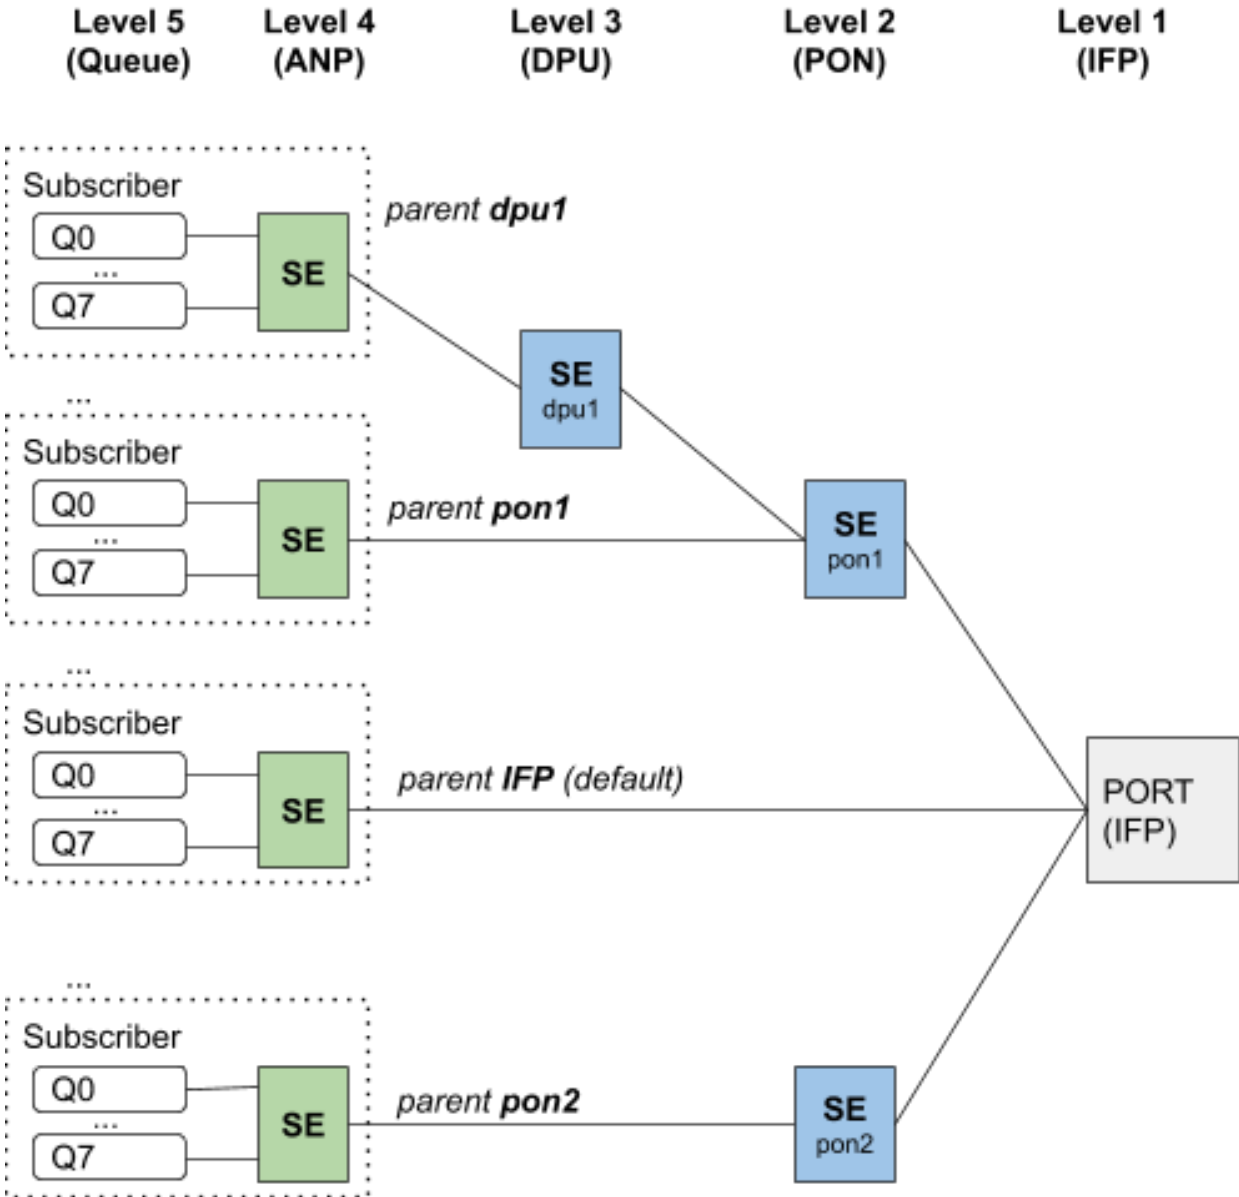 Level 5
(Queue)
Level 4
(ANP)
Level 3
(DPU)
Level 2
(PON)
Level 1
(IFP)
Subscriber
Q0
...
Q7
SE
parent dpu1
SE
dpu1
...
Subscriber
Q0
...
Q7
SE
parent pon1
SE
pon1
...
Subscriber
Q0
...
Q7
SE
parent IFP (default)
PORT
(IFP)
...
Subscriber
Q0
...
Q7
SE
parent pon2
SE
pon2